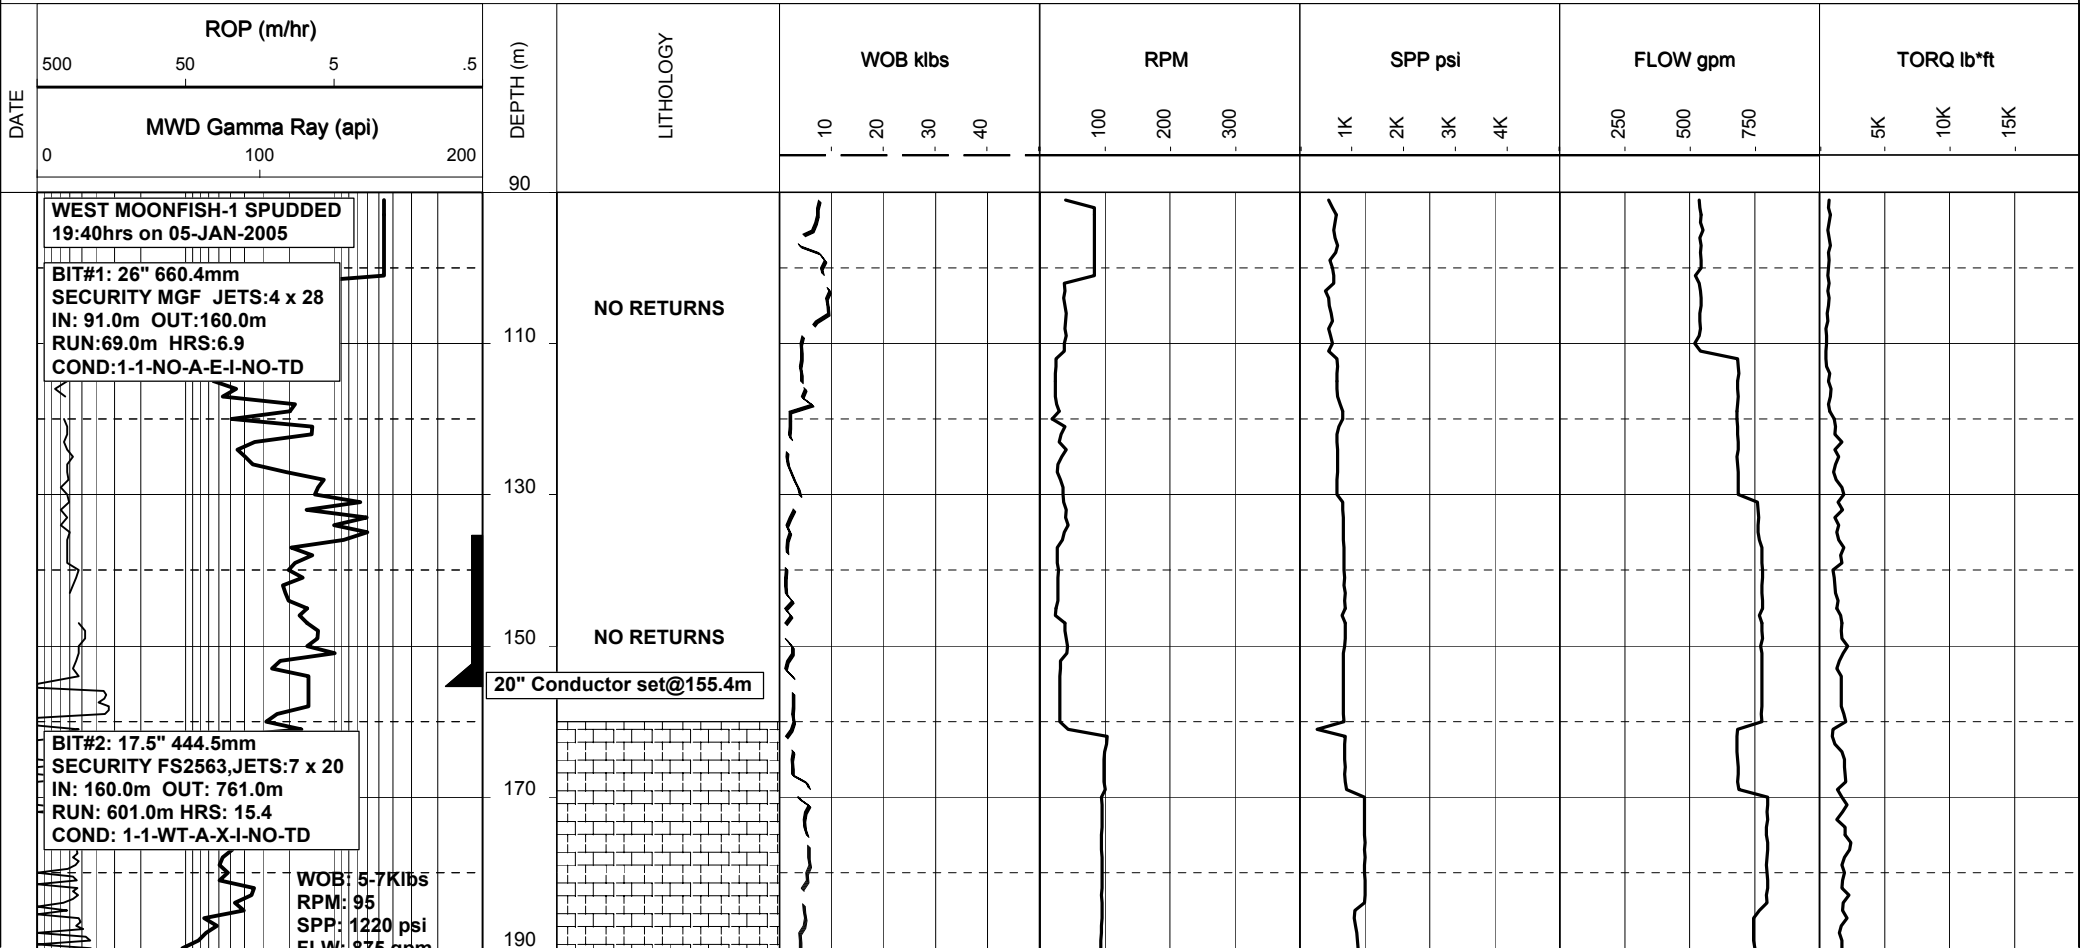 ROP (m/hr)
500 50 5 .5
MWD Gamma Ray (api)
0 100 200
DATE
DEPTH (m)
LITHOLOGY
WOB klbs
10 20 30 40
RPM
100 200 300
SPP psi
1K 2K 3K 4K
FLOW gpm
250 500 750
TORQ lb*ft
5K 10K 15K
90
WEST MOONFISH-1 SPUDDED
19:40hrs on 05-JAN-2005
BIT#1: 26" 660.4mm
SECURITY MGF JETS:4 x 28
IN: 91.0m OUT:160.0m
RUN:69.0m HRS:6.9
COND:1-1-NO-A-E-I-NO-TD
NO RETURNS
110
130
150
NO RETURNS
20" Conductor set@155.4m
BIT#2: 17.5" 444.5mm
SECURITY FS2563,JETS:7 x 20
IN: 160.0m OUT: 761.0m
RUN: 601.0m HRS: 15.4
COND: 1-1-WT-A-X-I-NO-TD
170
WOB: 5-7Klbs
RPM: 95
SPP: 1220 psi
FLW: 875 gpm
190